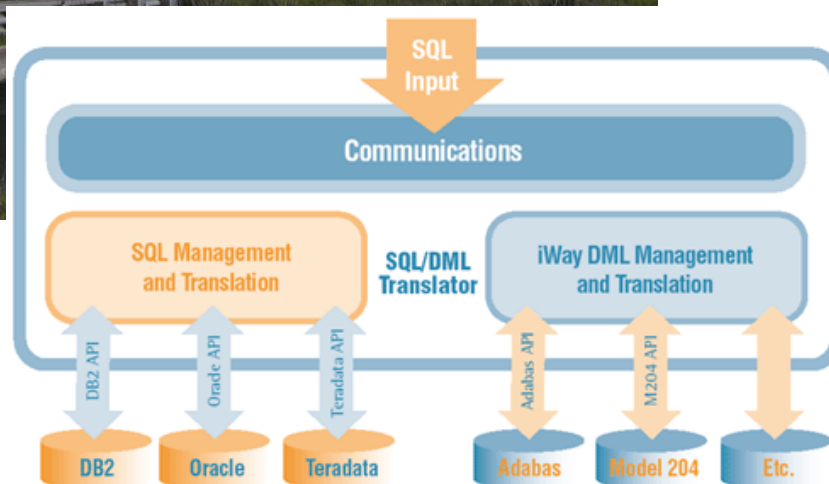 SQL
Input
Communications
SQL Management
and Translation
SQL/DML
Translator
iWay DML Management
and Translation
DB2 API
Oracle API
Teradata API
Adabas API
M204 API
DB2
Oracle
Teradata
Adabas
Model 204
Etc.